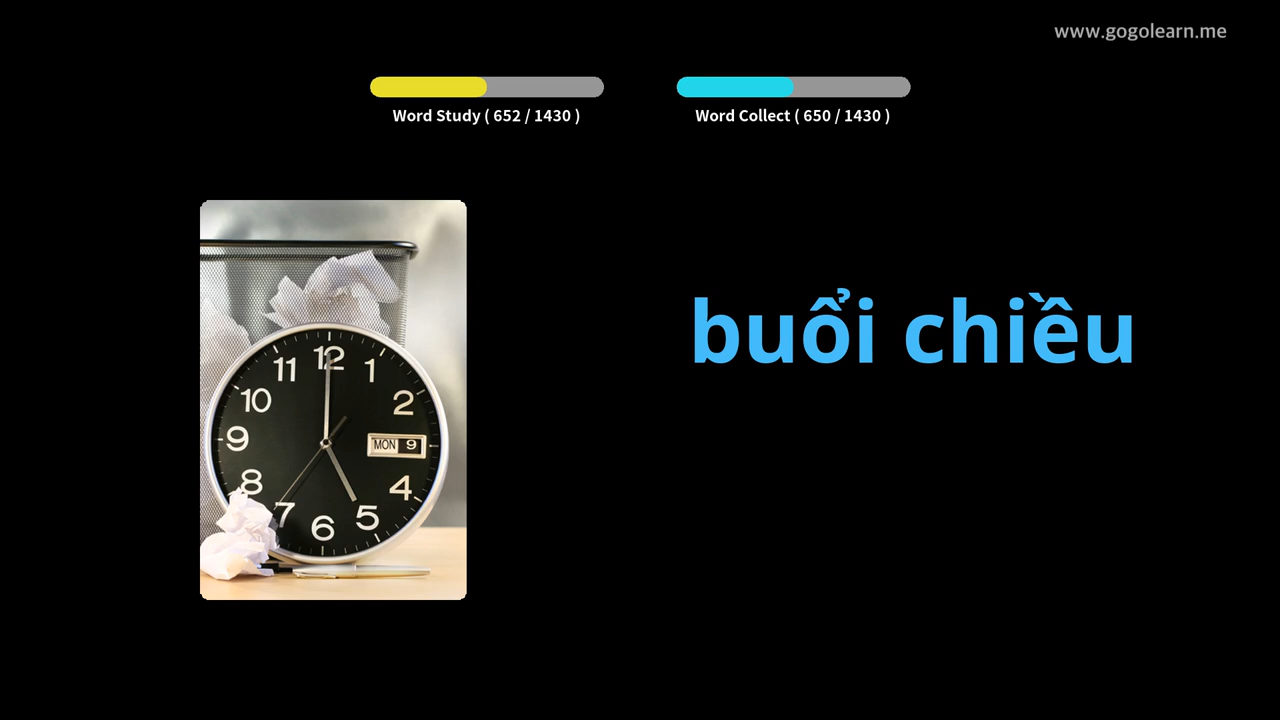 www.gogolearn.me
Word Study ( 652 / 1430 )
Word Collect ( 650 / 1430 )
buổi chiều
12
11
1
10
2
9
MON 9
8
4
7
5
6